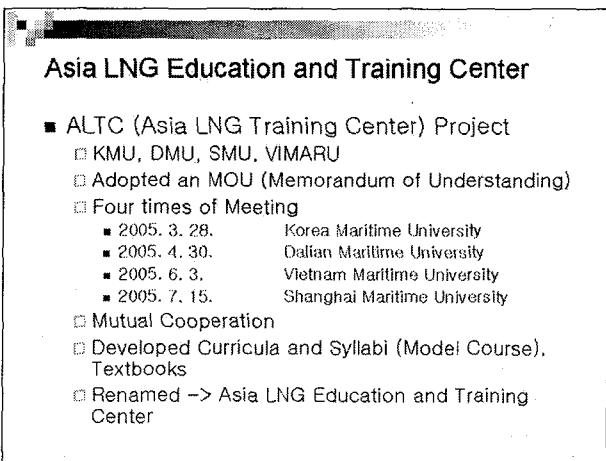 Asia LNG Education and Training Center
ALTC (Asia LNG Training Center) Project
KMU, DMU, SMU, VIMARU
Adopted an MOU (Memorandum of Understanding)
Four times of Meeting
2005. 3. 28. Korea Maritime University
2005. 4. 30. Dalian Maritime University
2005. 6. 3. Vietnam Maritime University
2005. 7. 15. Shanghai Maritime University
Mutual Cooperation
Developed Curricula and Syllabi (Model Course),
Textbooks
Renamed -> Asia LNG Education and Training
Center